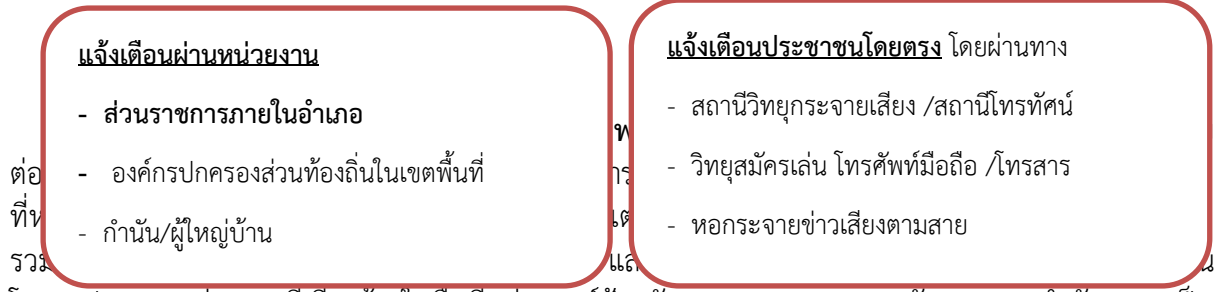 แจ้งเตือนผ่านหน่วยงาน
- ส่วนราชการภายในอำเภอ
- องค์กรปกครองส่วนท้องถิ่นในเขตพื้นที่
- กำนัน/ผู้ใหญ่บ้าน
แจ้งเตือนประชาชนโดยตรง โดยผ่านทาง
- สถานีวิทยุกระจายเสียง /สถานีโทรทัศน์
- วิทยุสมัครเล่น โทรศัพท์มือถือ /โทรสาร
- หอกระจายข่าวเสียงตามสาย